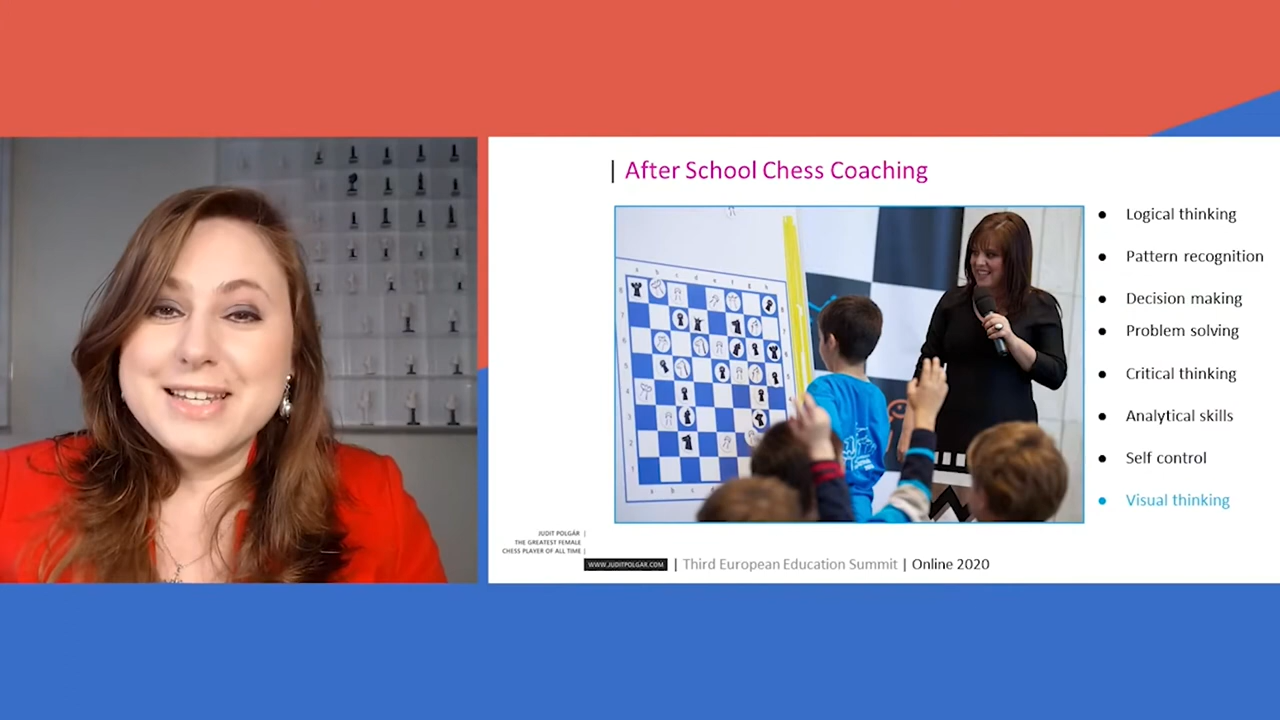 After School Chess Coaching
Logical thinking
Pattern recognition
Decision making
Problem solving
Critical thinking
Analytical skills
Self control
Visual thinking
JUDIT POLGÁR |
THE GREATEST FEMALE
CHESS PLAYER OF ALL TIME |
WWW.JUDITPOLGAR.COM | Third European Education Summit | Online 2020